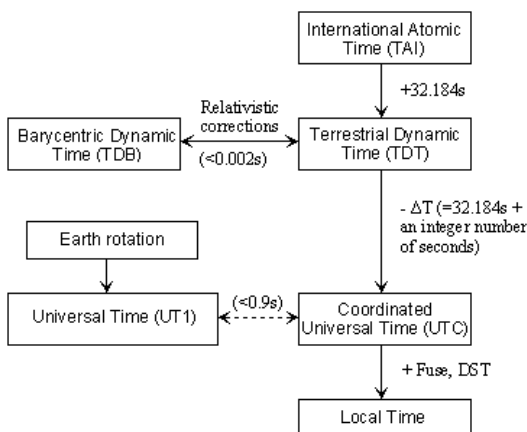 International Atomic
Time (TAI)
+32.184s
Relativistic
corrections
(<0.002s)
Barycentric Dynamic
Time (TDB)
Terrestrial Dynamic
Time (TDT)
- ΔT (=32.184s +
an integer number
of seconds)
Earth rotation
(<0.9s)
Universal Time (UT1)
Coordinated
Universal Time (UTC)
+ Fuse, DST
Local Time